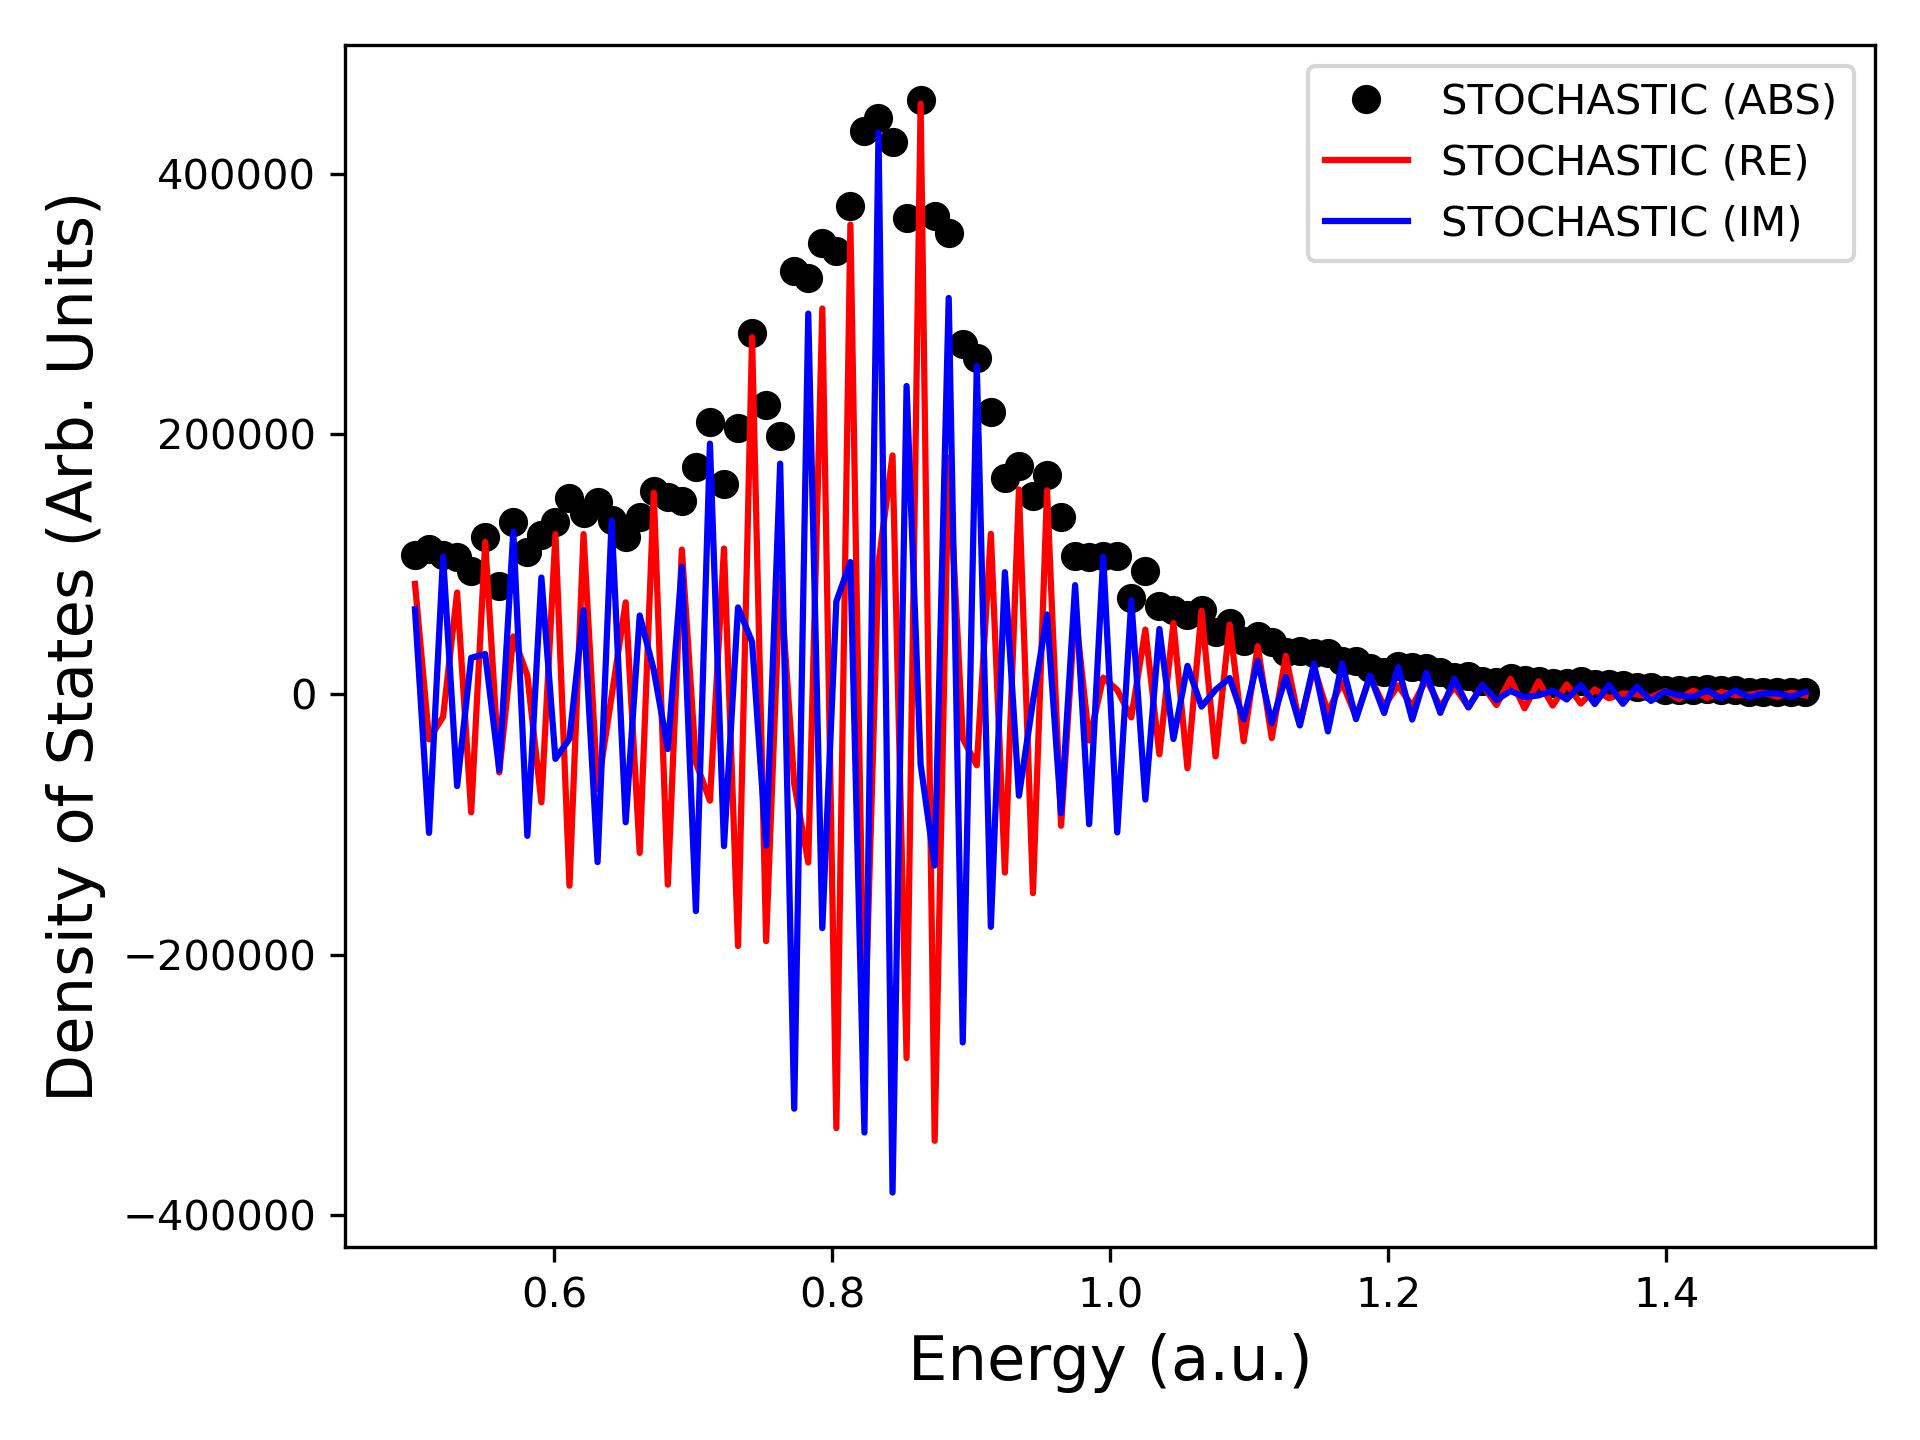 STOCHASTIC (ABS)
STOCHASTIC (RE)
STOCHASTIC (IM)
Density of States (Arb. Units)
400000
200000
0
−200000
−400000
0.6 0.8 1.0 1.2 1.4
Energy (a.u.)